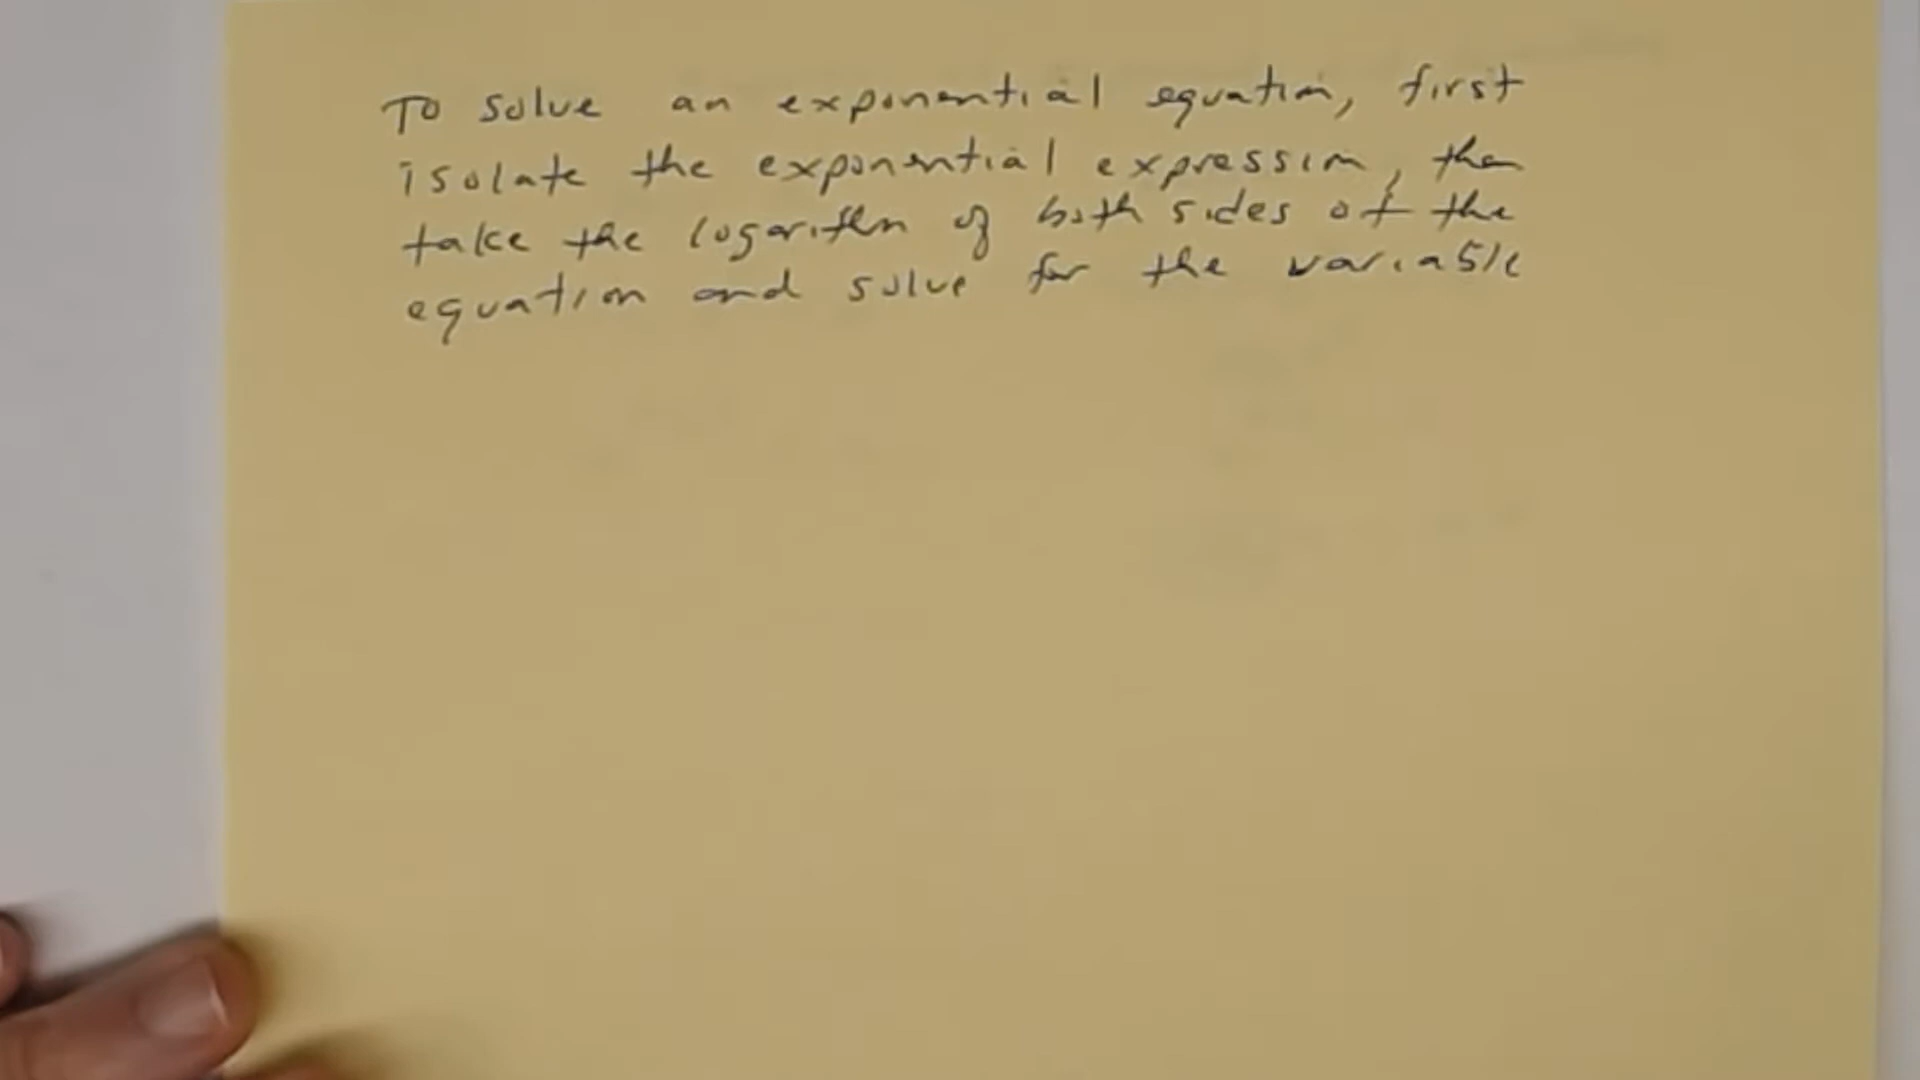 To solve an exponential equation, first
isolate the exponential expression, then
take the logarithm of both sides of the
equation and solve for the variable